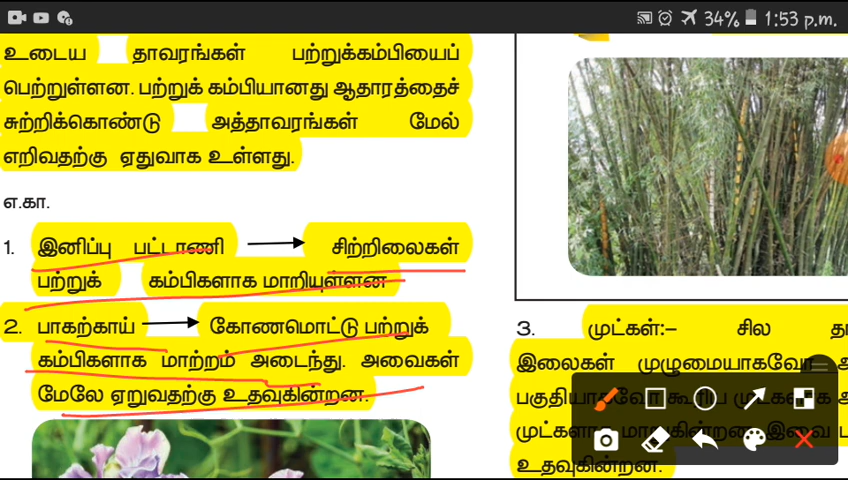 34% 1:53 p.m.
உடைய தாவரங்கள் பற்றுக்கம்பியைப்
பெற்றுள்ளன. பற்றுக் கம்பியானது ஆதாரத்தைச்
சுற்றிக்கொண்டு அத்தாவரங்கள் மேல்
எறிவதற்கு ஏதுவாக உள்ளது.
எ.கா.
1. இனிப்பு பட்டாணி → சிற்றிலைகள்
பற்றுக் கம்பிகளாக மாறியுள்ளன
2. பாகற்காய் → கோணமொட்டு பற்றுக்
கம்பிகளாக மாற்றம் அடைந்து. அவைகள்
மேலே ஏறுவதற்கு உதவுகின்றன.
3. முட்கள்:– சில
இலைகள் முழுமையாகவோ
உதவுகின்றன.